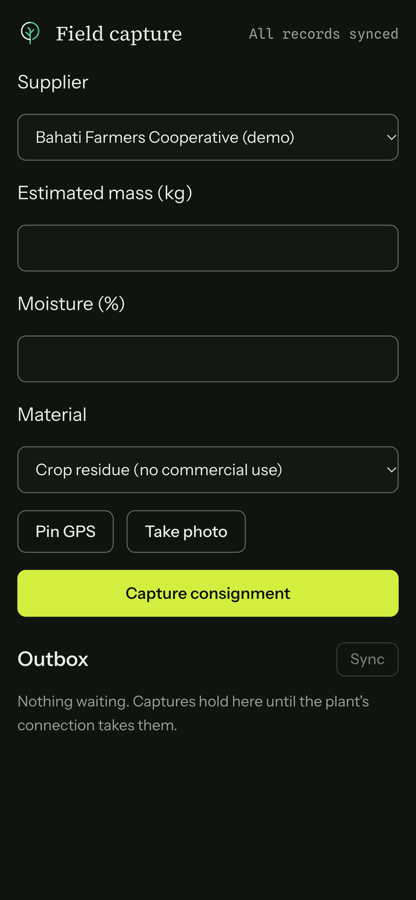 Field capture
All records synced
Supplier
Bahati Farmers Cooperative (demo)
Estimated mass (kg)
Moisture (%)
Material
Crop residue (no commercial use)
Pin GPS
Take photo
Capture consignment
Outbox
Sync
Nothing waiting. Captures hold here until the plant's
connection takes them.